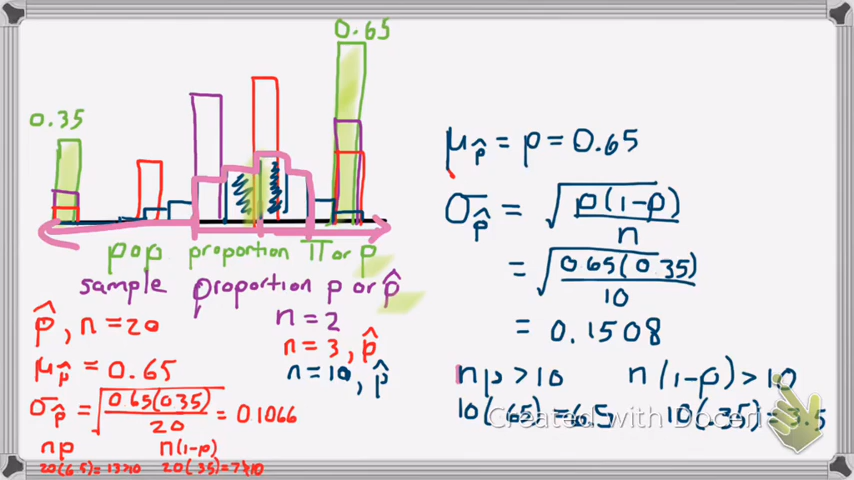 0.65
0.35
μp̂ = p = 0.65
σp̂ = √p(1-p)/n
= √0.65(0.35)/10
= 0.1508
pop proportion π or p
sample proportion p or p̂
p̂, n = 20
n = 2
n = 3, p̂
n = 10, p̂
μp̂ = 0.65
σp̂ = √0.65(0.35)/20 = 0.1066
np n(1-p)
20(.65) = 13>10 20(.35) = 7≯10
np > 10 n(1-p) > 10
10(.65) = 6.5 10(.35) = 3.5
Created with Doceri